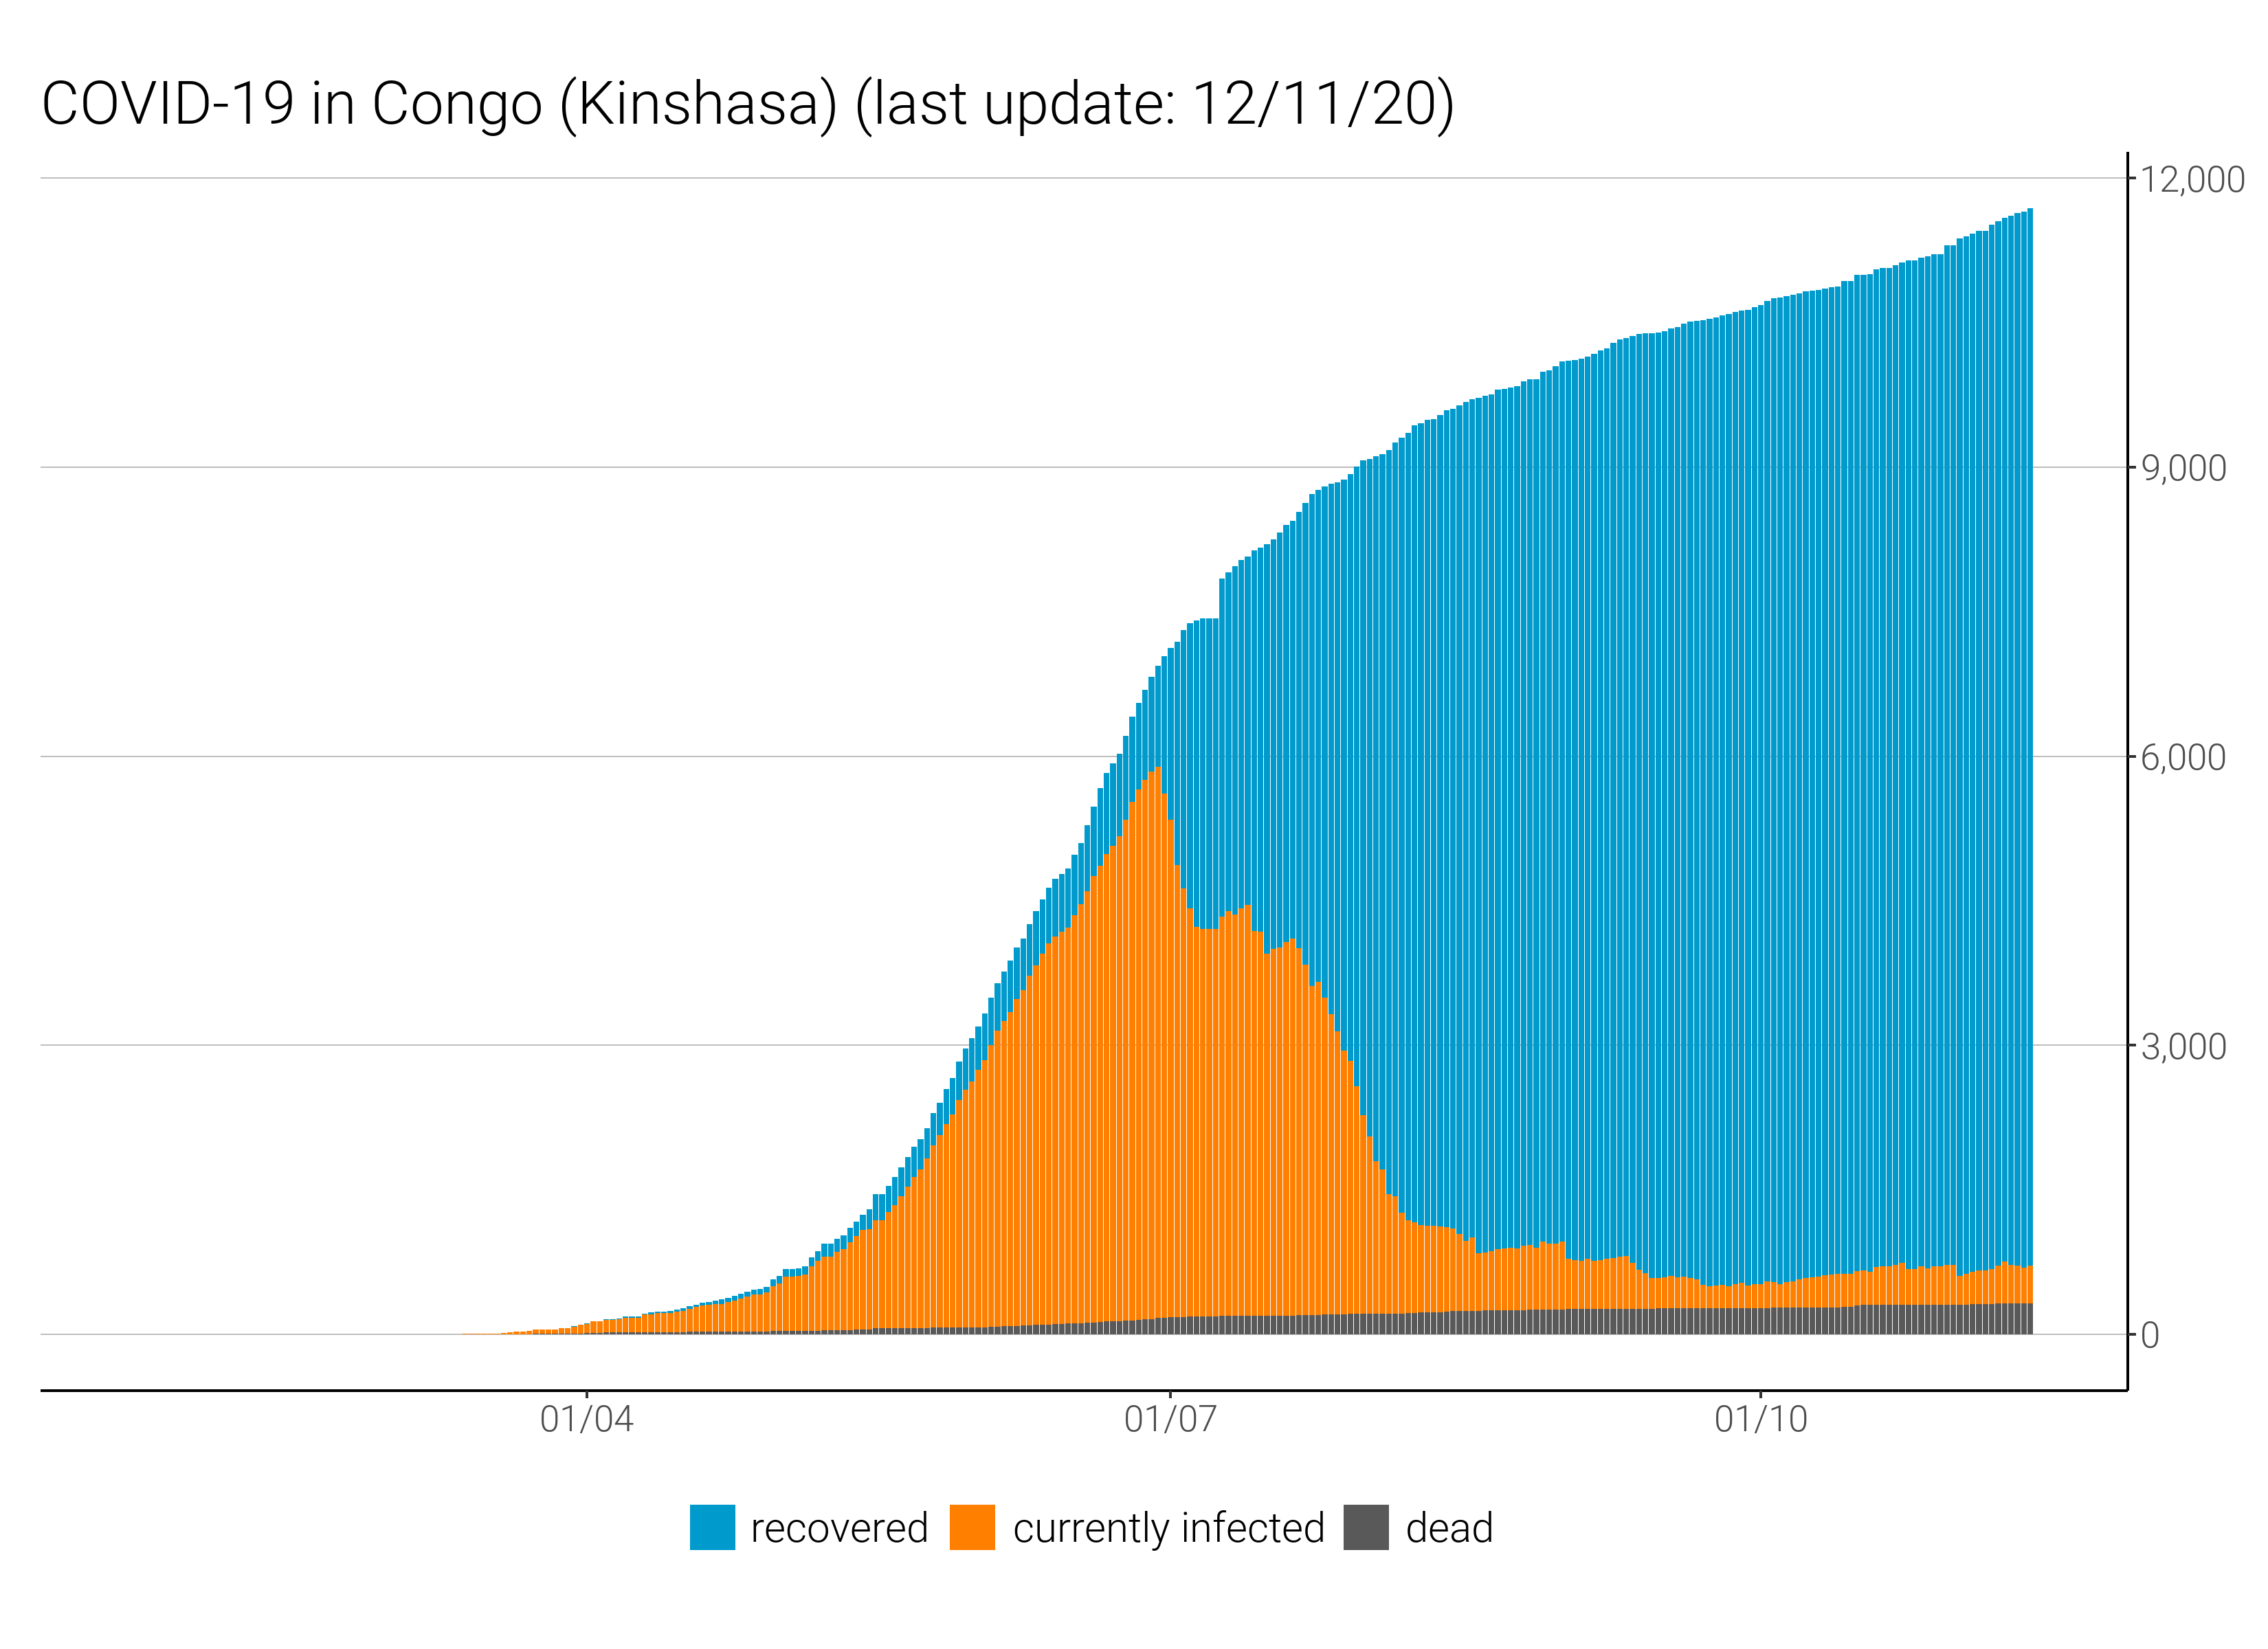 COVID-19 in Congo (Kinshasa) (last update: 12/11/20)
12,000
9,000
6,000
3,000
0
01/04 01/07 01/10
recovered currently infected dead